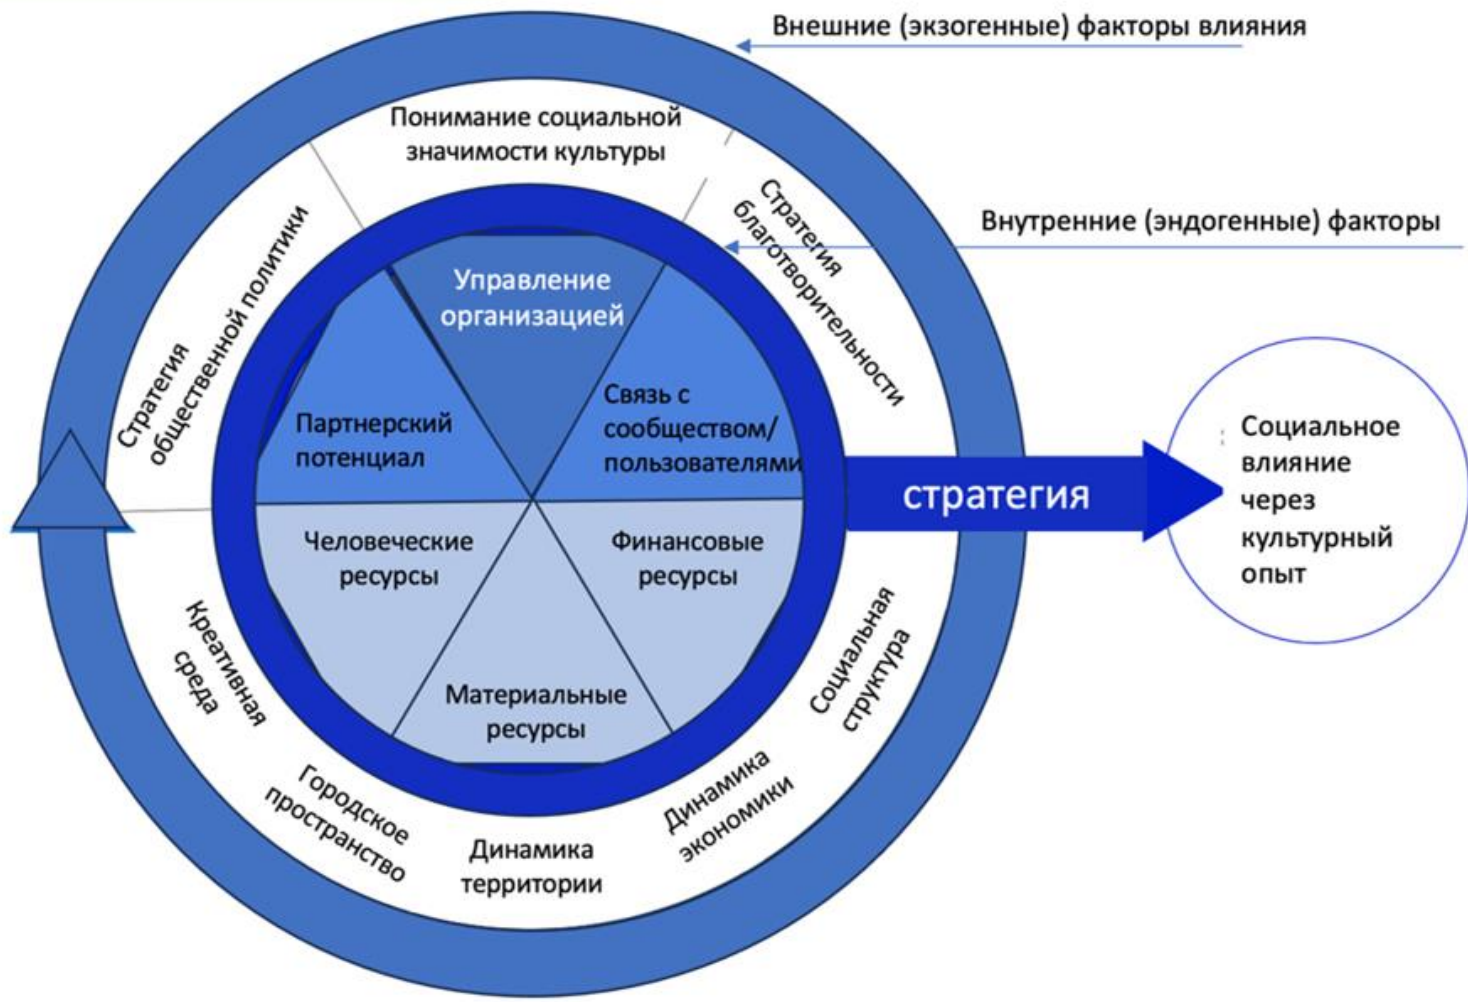 Внешние (экзогенные) факторы влияния
Понимание социальной
значимости культуры
Стратегия
благотворительности
Внутренние (эндогенные) факторы
Стратегия
общественной политики
Управление
организацией
Партнерский
потенциал
Связь с
сообществом/
пользователями
стратегия
Социальное
влияние
через
культурный
опыт
Человеческие
ресурсы
Финансовые
ресурсы
Материальные
ресурсы
Креативная
среда
Городское
пространство
Динамика
территории
Динамика
экономики
Социальная
структура